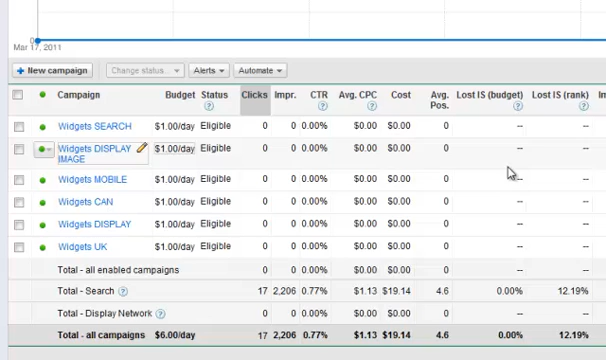 0
Mar 17, 2011
New campaign Change status... Alerts Automate
Campaign Budget Status Clicks Impr. CTR Avg. CPC Cost Avg. Pos. Lost IS (budget) Lost IS (rank)
Widgets SEARCH $1.00/day Eligible 0 0 0.00% $0.00 $0.00 0 -- --
Widgets DISPLAY IMAGE $1.00/day Eligible 0 0 0.00% $0.00 $0.00 0 -- --
Widgets MOBILE $1.00/day Eligible 0 0 0.00% $0.00 $0.00 0 -- --
Widgets CAN $1.00/day Eligible 0 0 0.00% $0.00 $0.00 0 -- --
Widgets DISPLAY $1.00/day Eligible 0 0 0.00% $0.00 $0.00 0 -- --
Widgets UK $1.00/day Eligible 0 0 0.00% $0.00 $0.00 0 -- --
Total - all enabled campaigns 0 0 0.00% $0.00 $0.00 0 -- --
Total - Search 17 2,206 0.77% $1.13 $19.14 4.6 0.00% 12.19%
Total - Display Network 0 0 0.00% $0.00 $0.00 0 -- --
Total - all campaigns $6.00/day 17 2,206 0.77% $1.13 $19.14 4.6 0.00% 12.19%